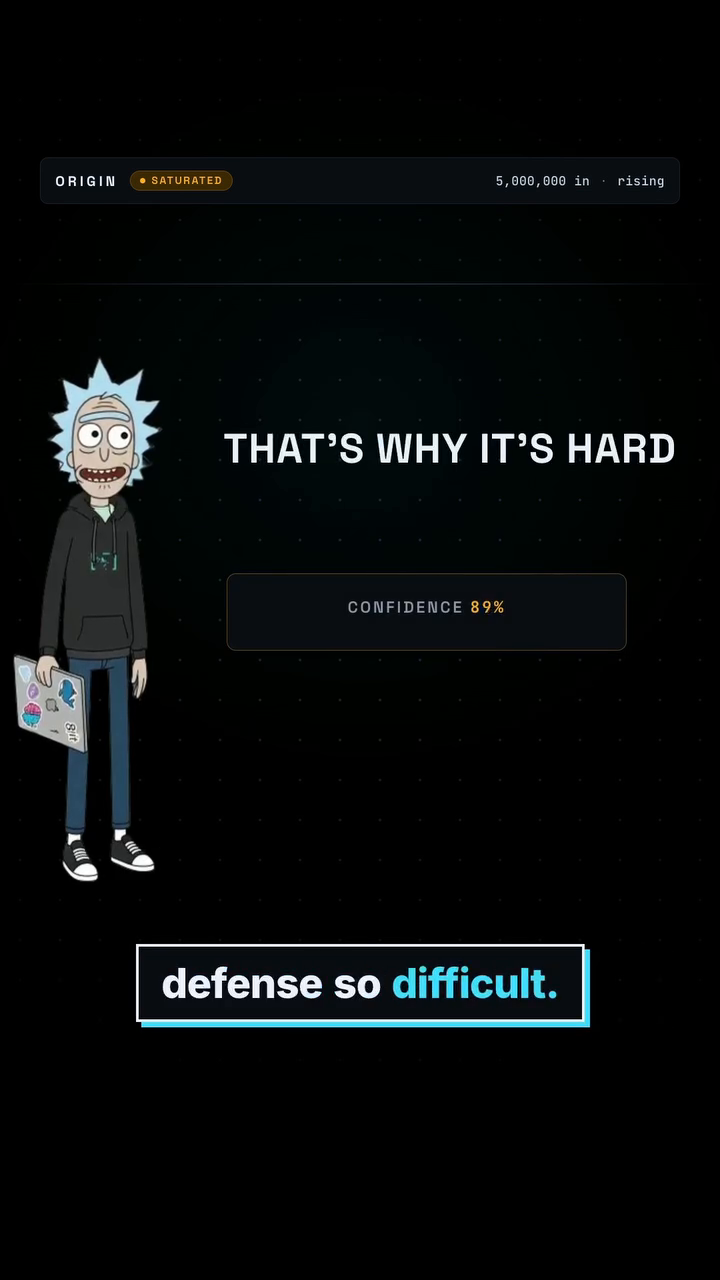 ORIGIN SATURATED 5,000,000 in · rising
THAT’S WHY IT’S HARD
CONFIDENCE 89%
defense so difficult.